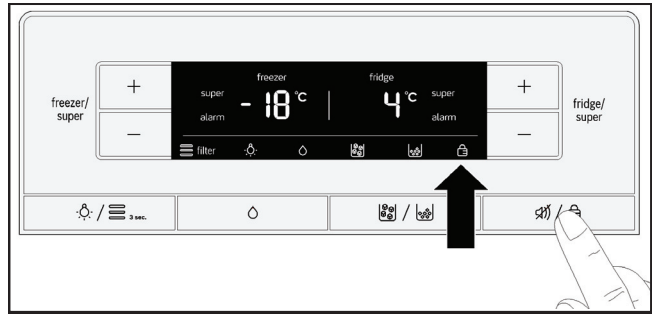 freezer/
super
+
−
super
alarm
freezer
- 18 °C
fridge
4 °C
super
alarm
filter
+
−
fridge/
super
/ 3 sec.
/
/